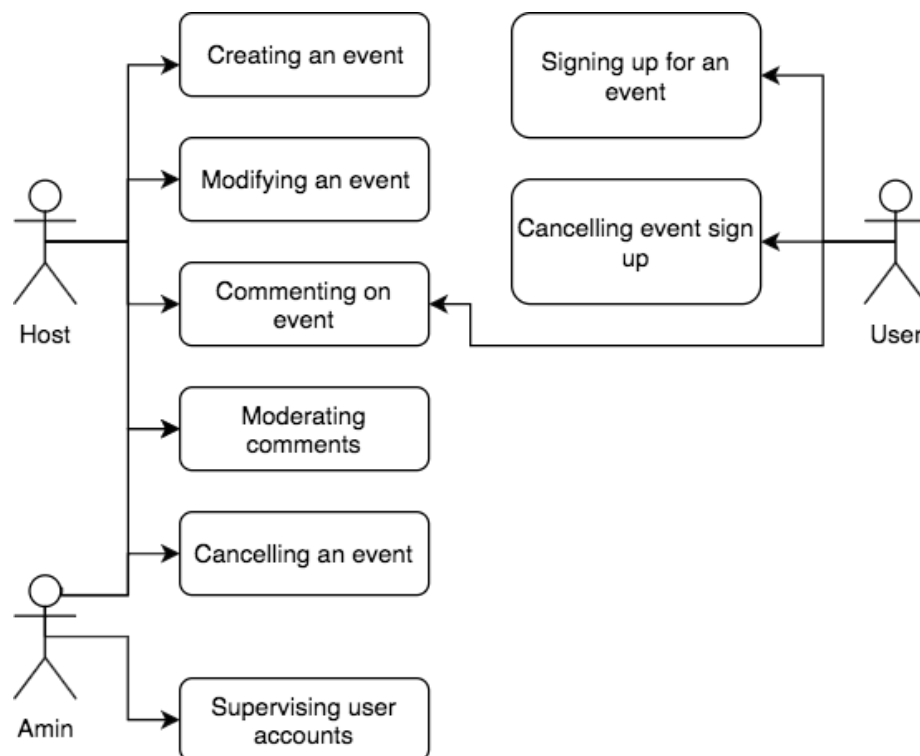 Creating an event
Signing up for an
event
Modifying an event
Cancelling event sign
up
Commenting on
event
Host
User
Moderating
comments
Cancelling an event
Supervising user
accounts
Amin